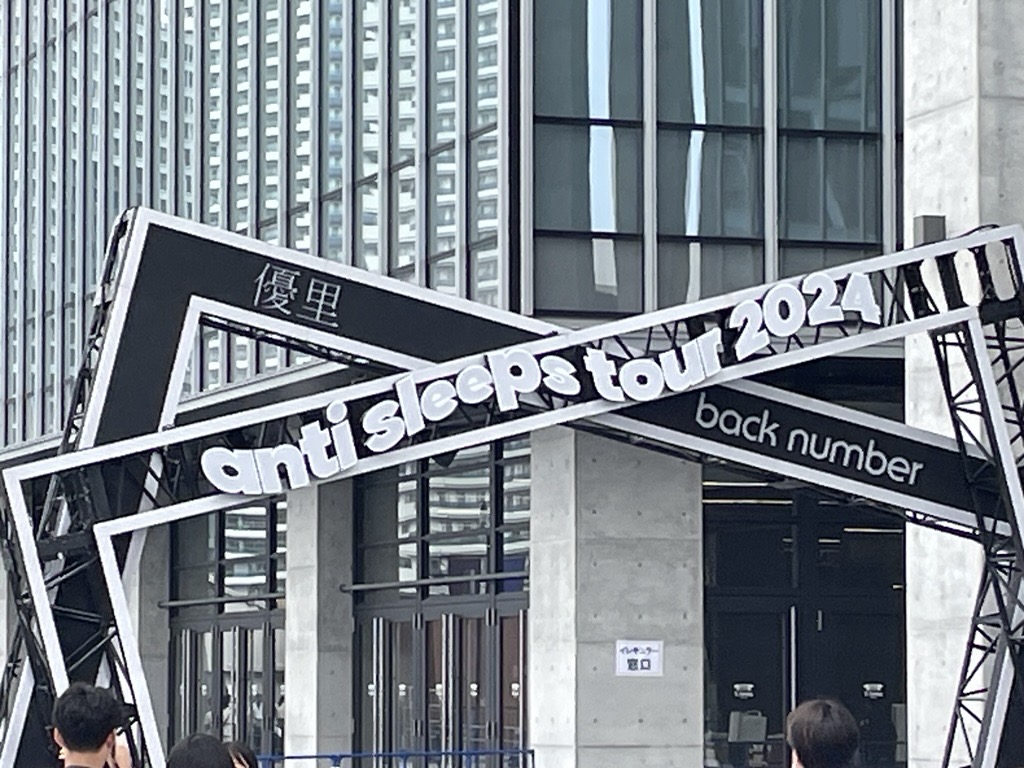 優里
anti sleeps tour 2024
back number
イレギュラー
窓口